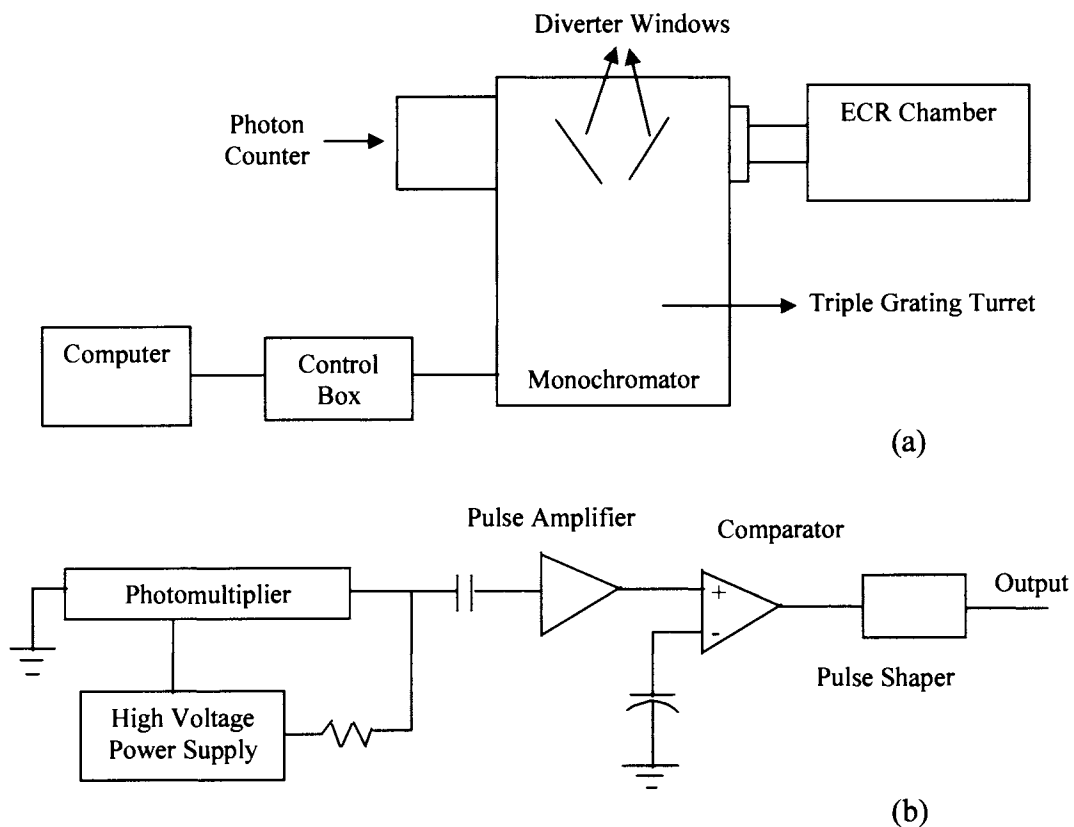 Diverter Windows
Photon
Counter
ECR Chamber
Triple Grating Turret
Computer
Control
Box
Monochromator
(a)
Pulse Amplifier
Comparator
Photomultiplier
+
-
Output
Pulse Shaper
High Voltage
Power Supply
(b)